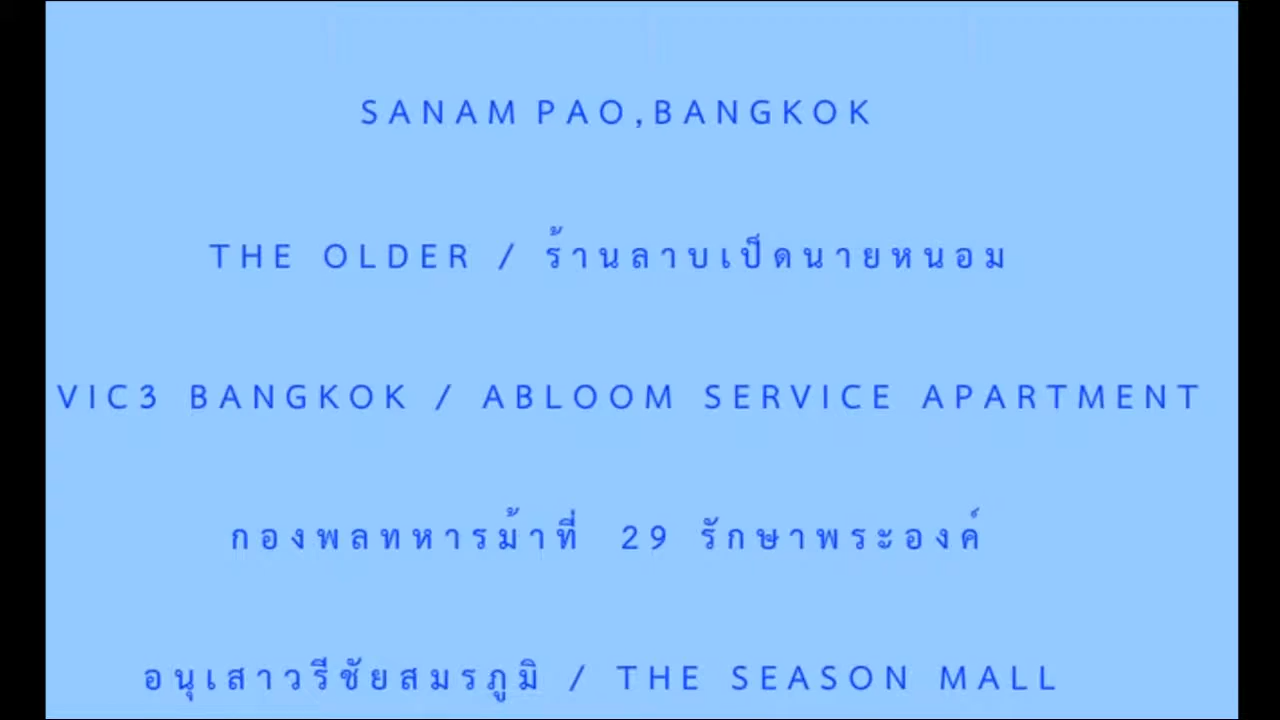 SANAM PAO,BANGKOK
THE OLDER / ร้านลาบเป็ดนายหนอม
VIC3 BANGKOK / ABLOOM SERVICE APARTMENT
กองพลทหารม้าที่ 29 รักษาพระองค์
อนุเสาวรีชัยสมรภูมิ / THE SEASON MALL